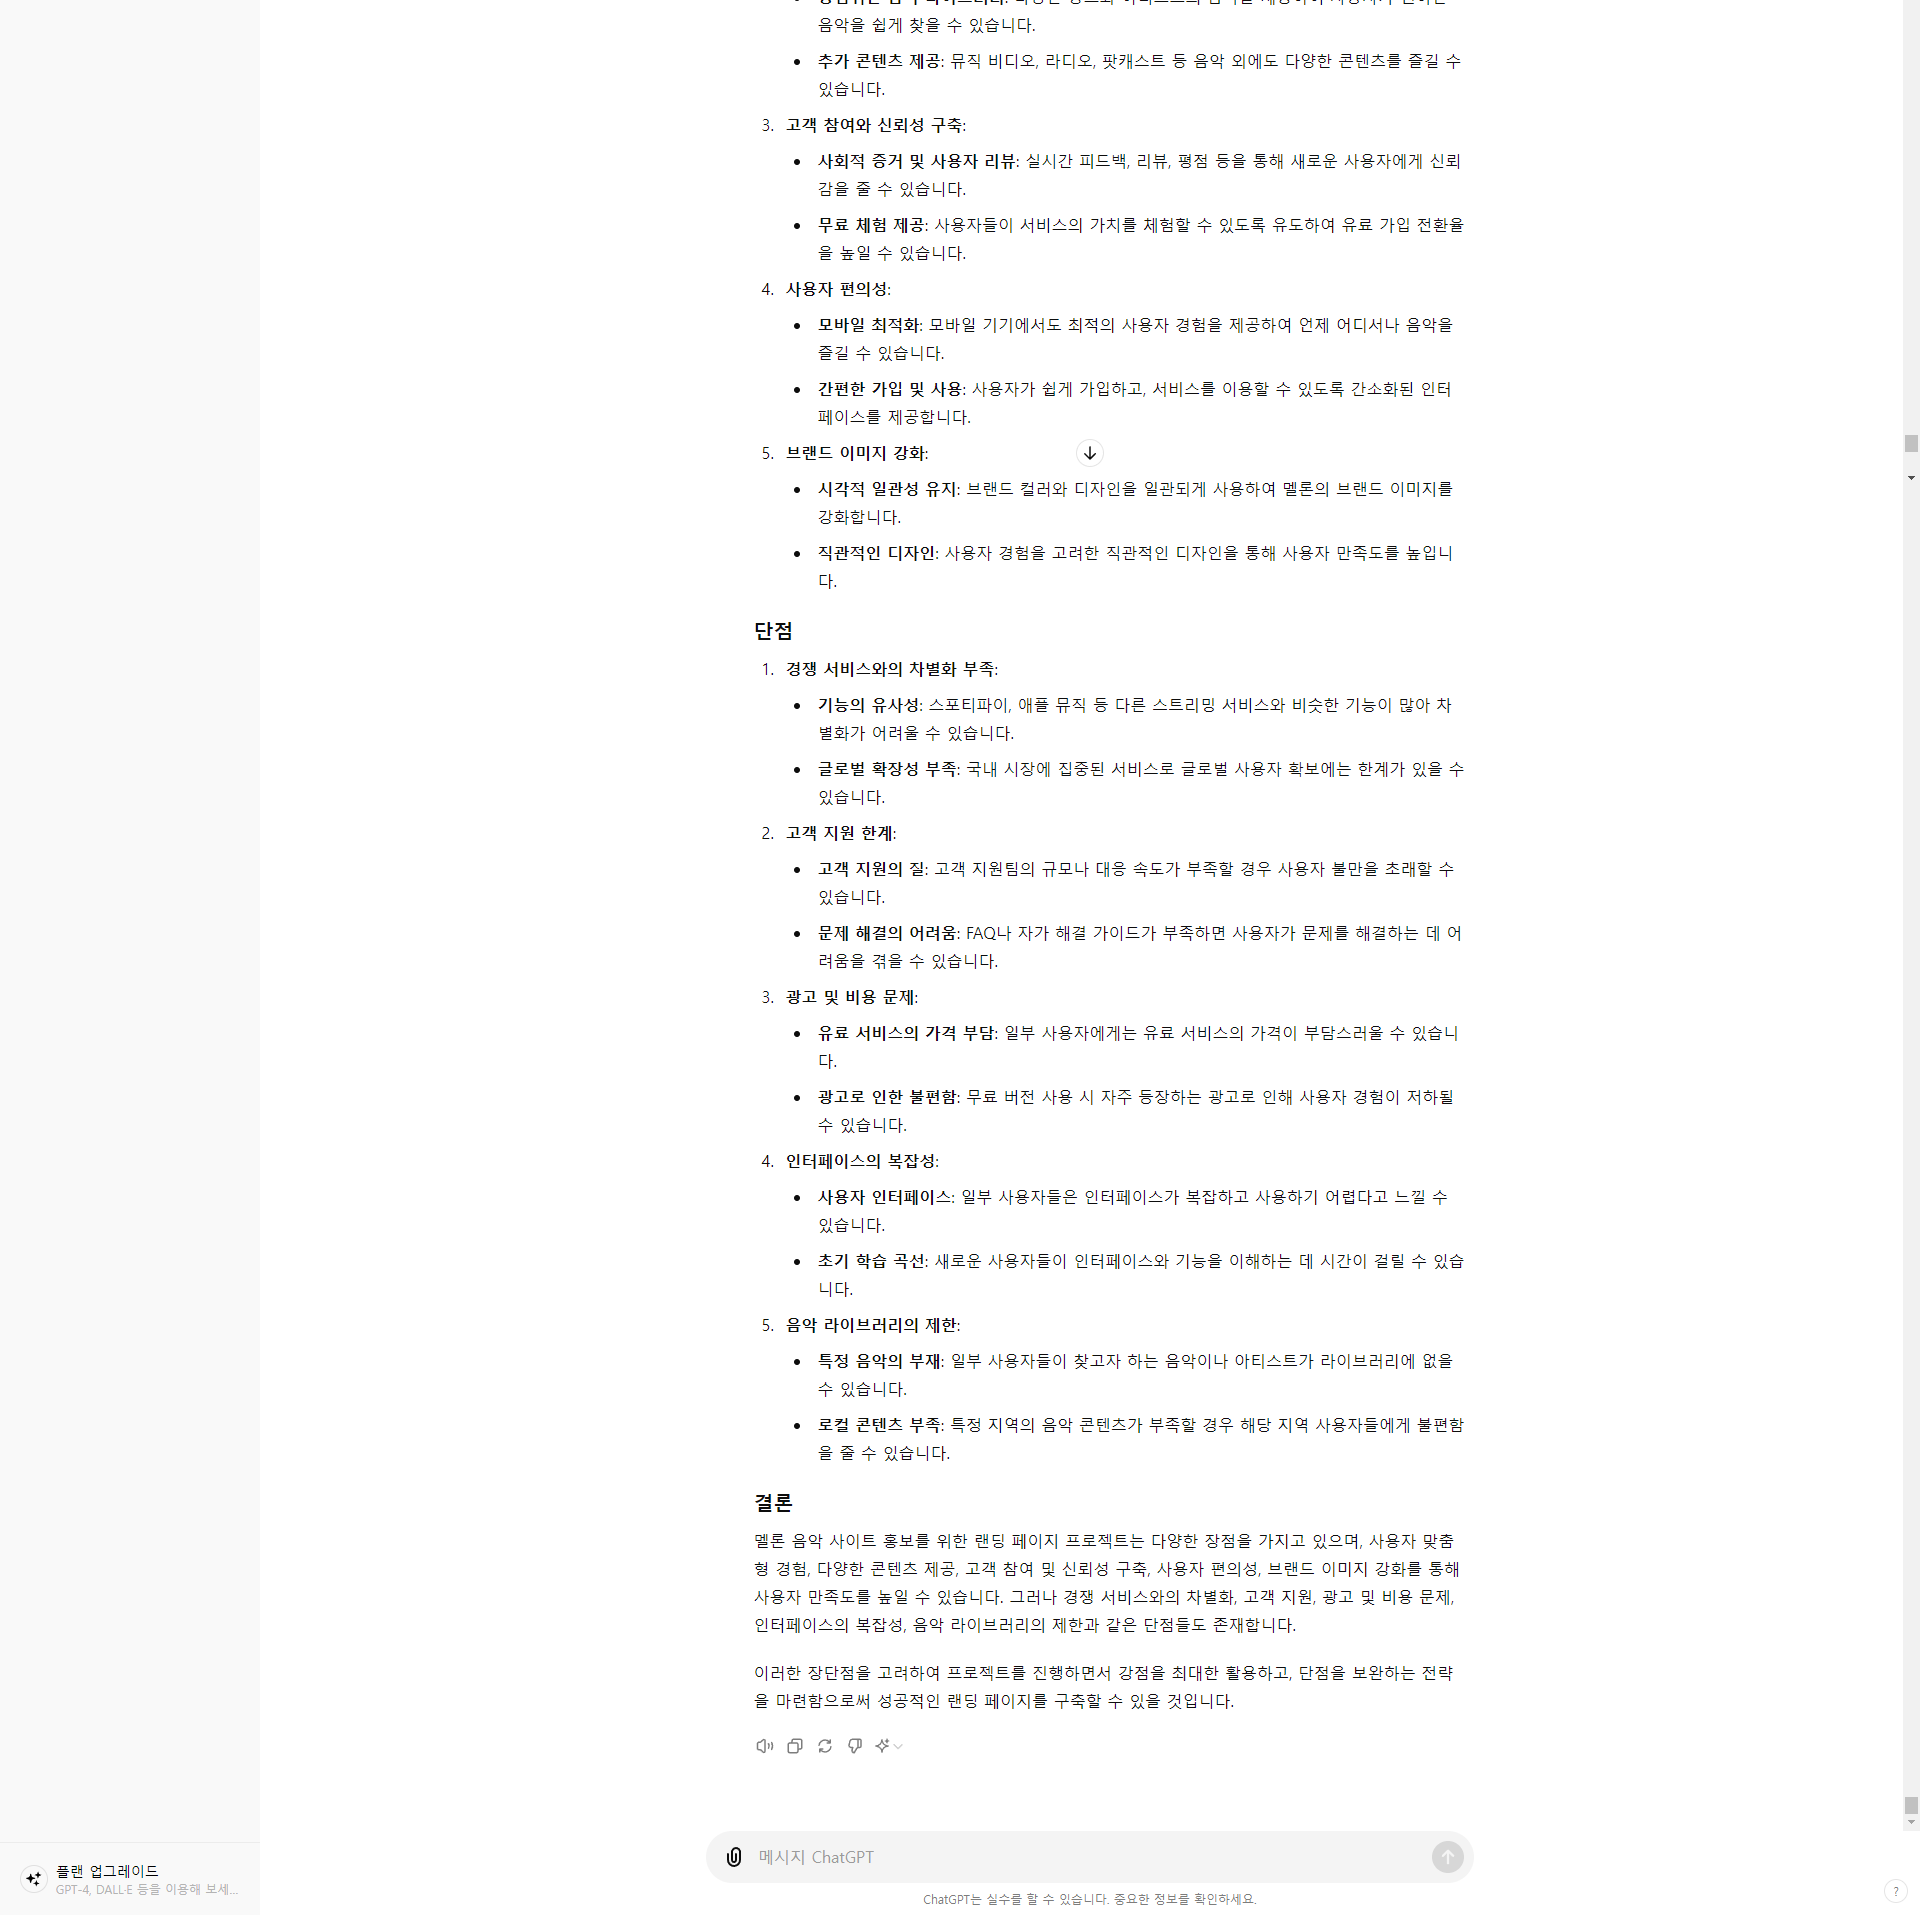 음악을 쉽게 찾을 수 있습니다.
• 추가 콘텐츠 제공: 뮤직 비디오, 라디오, 팟캐스트 등 음악 외에도 다양한 콘텐츠를 즐길 수
있습니다.
3. 고객 참여와 신뢰성 구축:
• 사회적 증거 및 사용자 리뷰: 실시간 피드백, 리뷰, 평점 등을 통해 새로운 사용자에게 신뢰
감을 줄 수 있습니다.
• 무료 체험 제공: 사용자들이 서비스의 가치를 체험할 수 있도록 유도하여 유료 가입 전환율
을 높일 수 있습니다.
4. 사용자 편의성:
• 모바일 최적화: 모바일 기기에서도 최적의 사용자 경험을 제공하여 언제 어디서나 음악을
즐길 수 있습니다.
• 간편한 가입 및 사용: 사용자가 쉽게 가입하고, 서비스를 이용할 수 있도록 간소화된 인터
페이스를 제공합니다.
5. 브랜드 이미지 강화:
• 시각적 일관성 유지: 브랜드 컬러와 디자인을 일관되게 사용하여 멜론의 브랜드 이미지를
강화합니다.
• 직관적인 디자인: 사용자 경험을 고려한 직관적인 디자인을 통해 사용자 만족도를 높입니
다.
단점
1. 경쟁 서비스와의 차별화 부족:
• 기능의 유사성: 스포티파이, 애플 뮤직 등 다른 스트리밍 서비스와 비슷한 기능이 많아 차
별화가 어려울 수 있습니다.
• 글로벌 확장성 부족: 국내 시장에 집중된 서비스로 글로벌 사용자 확보에는 한계가 있을 수
있습니다.
2. 고객 지원 한계:
• 고객 지원의 질: 고객 지원팀의 규모나 대응 속도가 부족할 경우 사용자 불만을 초래할 수
있습니다.
• 문제 해결의 어려움: FAQ나 자가 해결 가이드가 부족하면 사용자가 문제를 해결하는 데 어
려움을 겪을 수 있습니다.
3. 광고 및 비용 문제:
• 유료 서비스의 가격 부담: 일부 사용자에게는 유료 서비스의 가격이 부담스러울 수 있습니
다.
• 광고로 인한 불편함: 무료 버전 사용 시 자주 등장하는 광고로 인해 사용자 경험이 저하될
수 있습니다.
4. 인터페이스의 복잡성:
• 사용자 인터페이스: 일부 사용자들은 인터페이스가 복잡하고 사용하기 어렵다고 느낄 수
있습니다.
• 초기 학습 곡선: 새로운 사용자들이 인터페이스와 기능을 이해하는 데 시간이 걸릴 수 있습
니다.
5. 음악 라이브러리의 제한:
• 특정 음악의 부재: 일부 사용자들이 찾고자 하는 음악이나 아티스트가 라이브러리에 없을
수 있습니다.
• 로컬 콘텐츠 부족: 특정 지역의 음악 콘텐츠가 부족할 경우 해당 지역 사용자들에게 불편함
을 줄 수 있습니다.
결론
멜론 음악 사이트 홍보를 위한 랜딩 페이지 프로젝트는 다양한 장점을 가지고 있으며, 사용자 맞춤
형 경험, 다양한 콘텐츠 제공, 고객 참여 및 신뢰성 구축, 사용자 편의성, 브랜드 이미지 강화를 통해
사용자 만족도를 높일 수 있습니다. 그러나 경쟁 서비스와의 차별화, 고객 지원, 광고 및 비용 문제,
인터페이스의 복잡성, 음악 라이브러리의 제한과 같은 단점들도 존재합니다.
이러한 장단점을 고려하여 프로젝트를 진행하면서 강점을 최대한 활용하고, 단점을 보완하는 전략
을 마련함으로써 성공적인 랜딩 페이지를 구축할 수 있을 것입니다.
플랜 업그레이드
GPT-4, DALL·E 등을 이용해 보세...
메시지 ChatGPT
ChatGPT는 실수를 할 수 있습니다. 중요한 정보를 확인하세요.
?